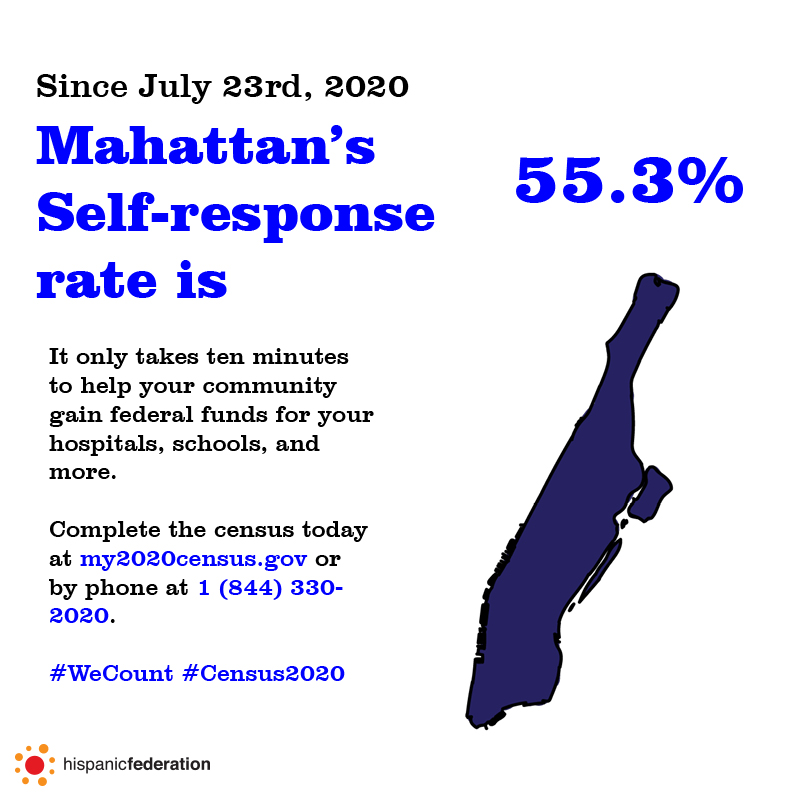 Since July 23rd, 2020
Mahattan's
Self-response
rate is
55.3%
It only takes ten minutes
to help your community
gain federal funds for your
hospitals, schools, and
more.
Complete the census today
at my2020census.gov or
by phone at 1 (844) 330-
2020.
#WeCount #Census2020
hispanicfederation